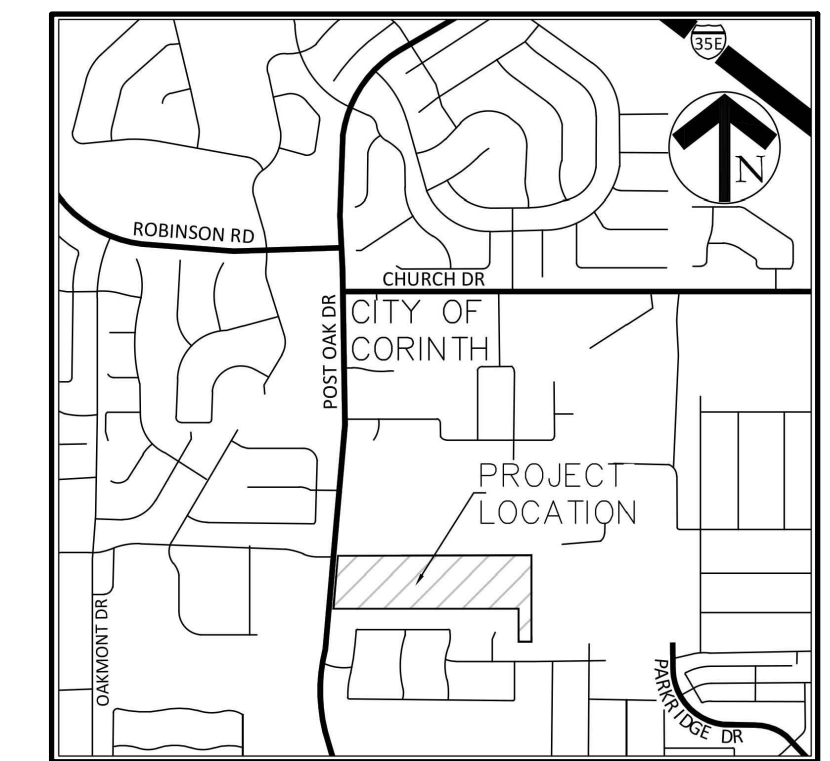 35E
N
ROBINSON RD
CHURCH DR
POST OAK DR
CITY OF
CORINTH
PROJECT
LOCATION
OAKMONT DR
PARKRIDGE DR